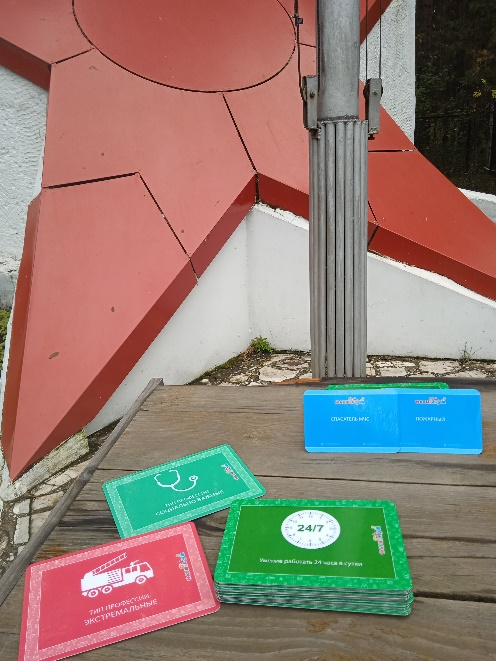 СПАСАТЕЛЬ МЧС
ПОЖАРНЫЙ
ТИП ПРОФЕССИИ:
СОЦИАЛЬНО ВАЖНЫЕ
24/7
Умение работать 24 часа в сутки
ТИП ПРОФЕССИИ:
ЭКСТРЕМАЛЬНЫЕ